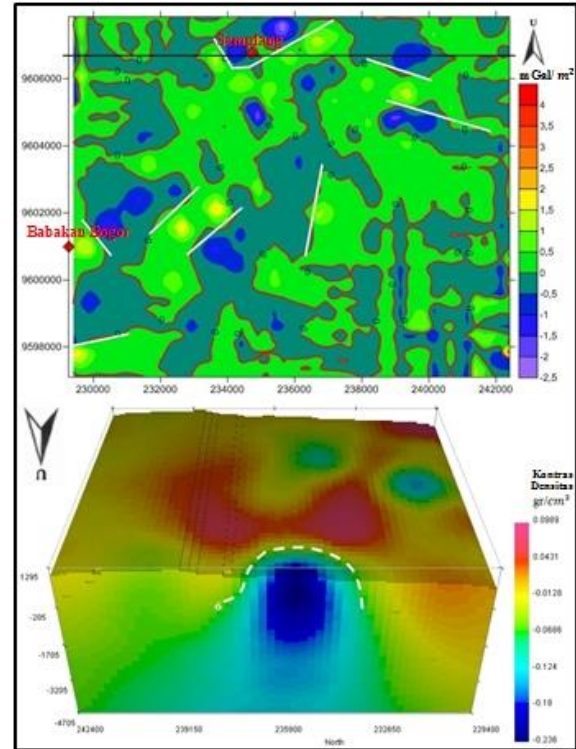 U
Semplang
mGal/ m²
9606000
9604000
9602000
Babakan Bogor
9600000
9598000
4
3,5
3
2,5
2
1,5
1
0,5
0
-0,5
-1
-1,5
-2
-2,5
230000 232000 234000 236000 238000 240000 242000
U
Kontras
Densitas
gr/cm³
0.0989
0.0431
-0.0128
-0.0686
-0.124
-0.18
-0.236
1295
-205
-1705
-3295
-4705
242400 239150 235900 232650 229400
North